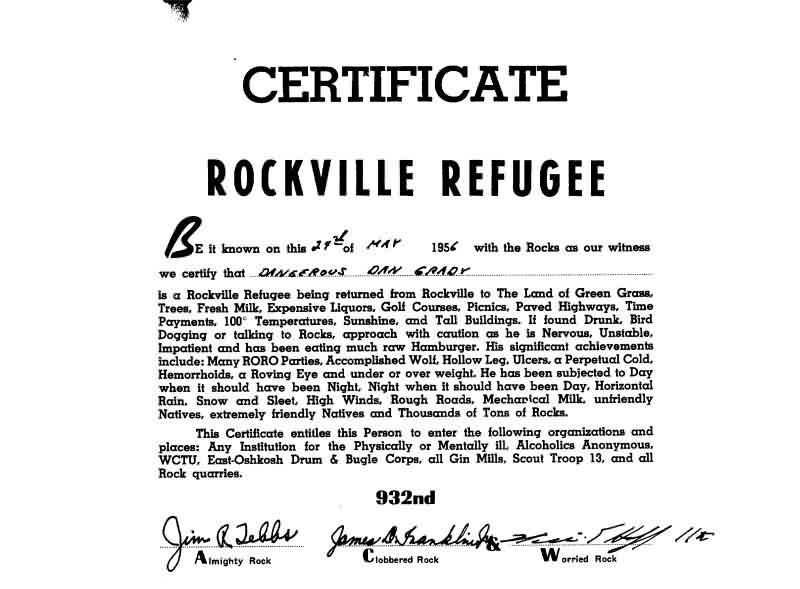 CERTIFICATE
ROCKVILLE REFUGEE
BE it known on this 29th of MAY 1956 with the Rocks as our witness
we certify that DANGEROUS DAN GRADY
is a Rockville Refugee being returned from Rockville to The Land of Green Grass,
Trees, Fresh Milk, Expensive Liquors, Golf Courses, Picnics, Paved Highways, Time
Payments, 100° Temperatures, Sunshine, and Tall Buildings. If found Drunk, Bird
Dogging or talking to Rocks, approach with caution as he is Nervous, Unstable,
Impatient and has been eating much raw Hamburger. His significant achievements
include: Many RORO Parties, Accomplished Wolf, Hollow Leg, Ulcers, a Perpetual Cold,
Hemorrhoids, a Roving Eye and under or over weight. He has been subjected to Day
when it should have been Night, Night when it should have been Day, Horizontal
Rain, Snow and Sleet, High Winds, Rough Roads, Mechanical Milk, unfriendly
Natives, extremely friendly Natives and Thousands of Tons of Rocks.
This Certificate entitles this Person to enter the following organizations and
places: Any Institution for the Physically or Mentally ill, Alcoholics Anonymous,
WCTU, East-Oshkosh Drum & Bugle Corps, all Gin Mills, Scout Troop 13, and all
Rock quarries.
932nd
Jim R Tebbs James D. Franklin Jr &
Almighty Rock Clobbered Rock Worried Rock